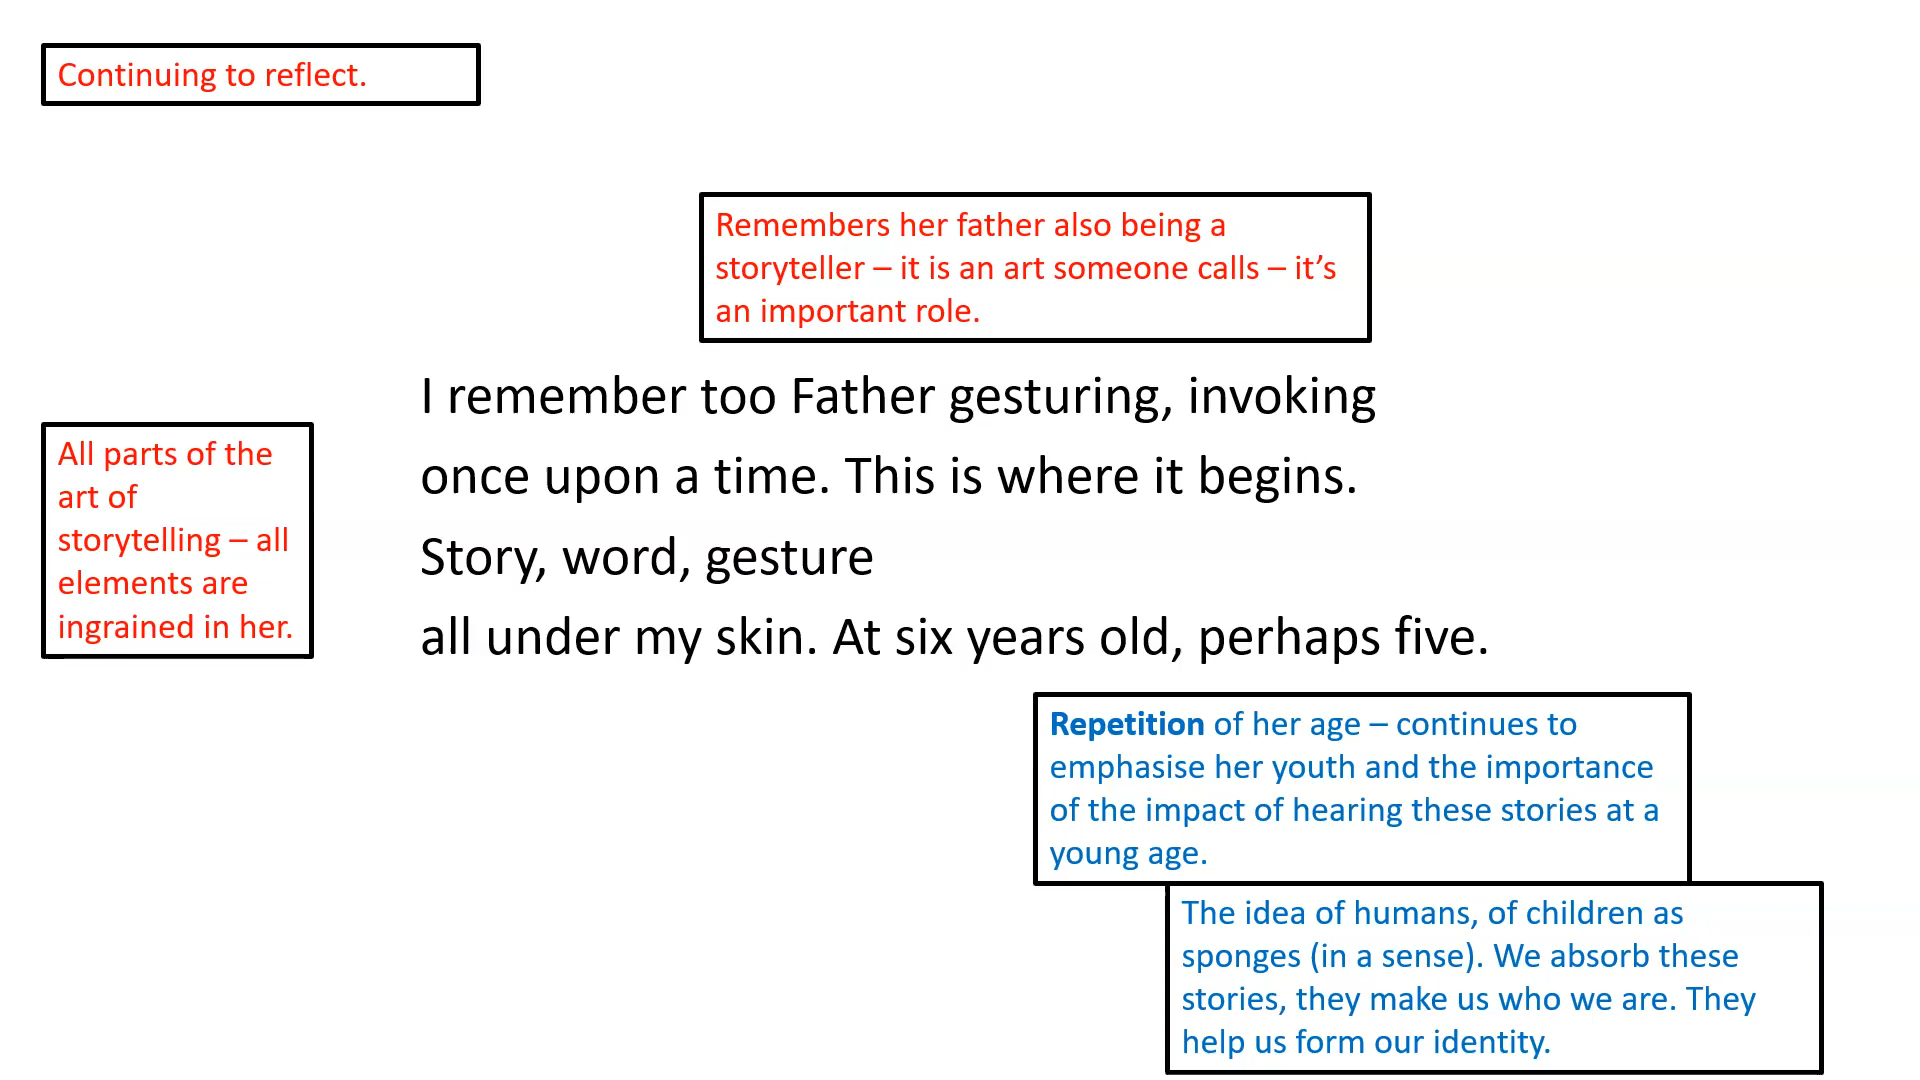 Continuing to reflect.
Remembers her father also being a
storyteller – it is an art someone calls – it’s
an important role.
I remember too Father gesturing, invoking
once upon a time. This is where it begins.
Story, word, gesture
all under my skin. At six years old, perhaps five.
All parts of the
art of
storytelling – all
elements are
ingrained in her.
Repetition of her age – continues to
emphasise her youth and the importance
of the impact of hearing these stories at a
young age.
The idea of humans, of children as
sponges (in a sense). We absorb these
stories, they make us who we are. They
help us form our identity.